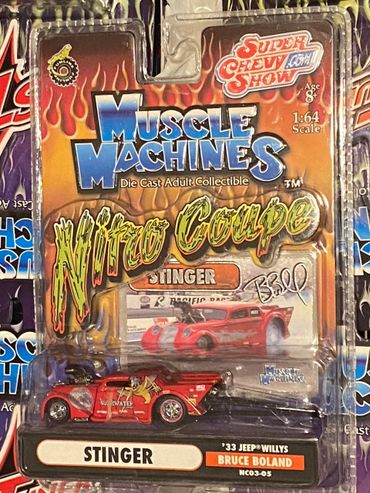 SUPER
CHEVY
.com
SHOW
Age
8+
1:64
Scale
MUSCLE
MACHINES
Die Cast Adult Collectible
TM
Nitro Coupe
STINGER
PACIFIC RAC
MUSCLE
MACHINES
STINGER
'33 JEEP® WILLYS
BRUCE BOLAND
NC03-05